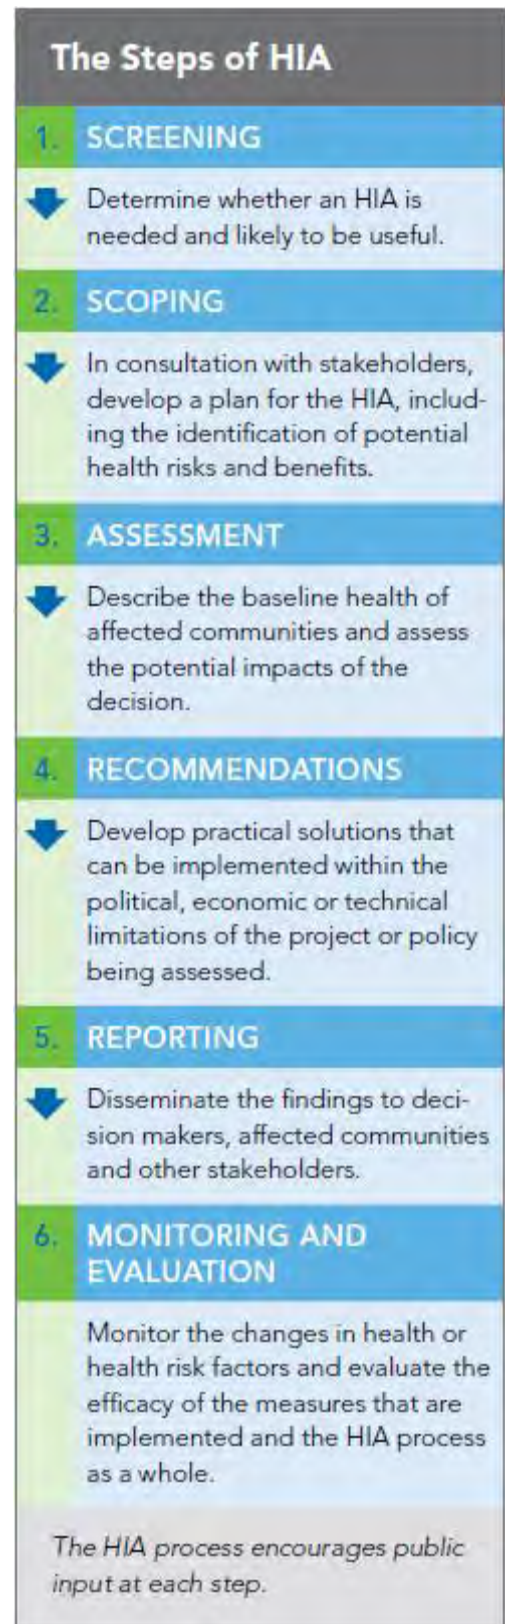 The Steps of HIA
1. SCREENING
Determine whether an HIA is
needed and likely to be useful.
2. SCOPING
In consultation with stakeholders,
develop a plan for the HIA, includ-
ing the identification of potential
health risks and benefits.
3. ASSESSMENT
Describe the baseline health of
affected communities and assess
the potential impacts of the
decision.
4. RECOMMENDATIONS
Develop practical solutions that
can be implemented within the
political, economic or technical
limitations of the project or policy
being assessed.
5. REPORTING
Disseminate the findings to deci-
sion makers, affected communities
and other stakeholders.
6. MONITORING AND
EVALUATION
Monitor the changes in health or
health risk factors and evaluate the
efficacy of the measures that are
implemented and the HIA process
as a whole.
The HIA process encourages public
input at each step.